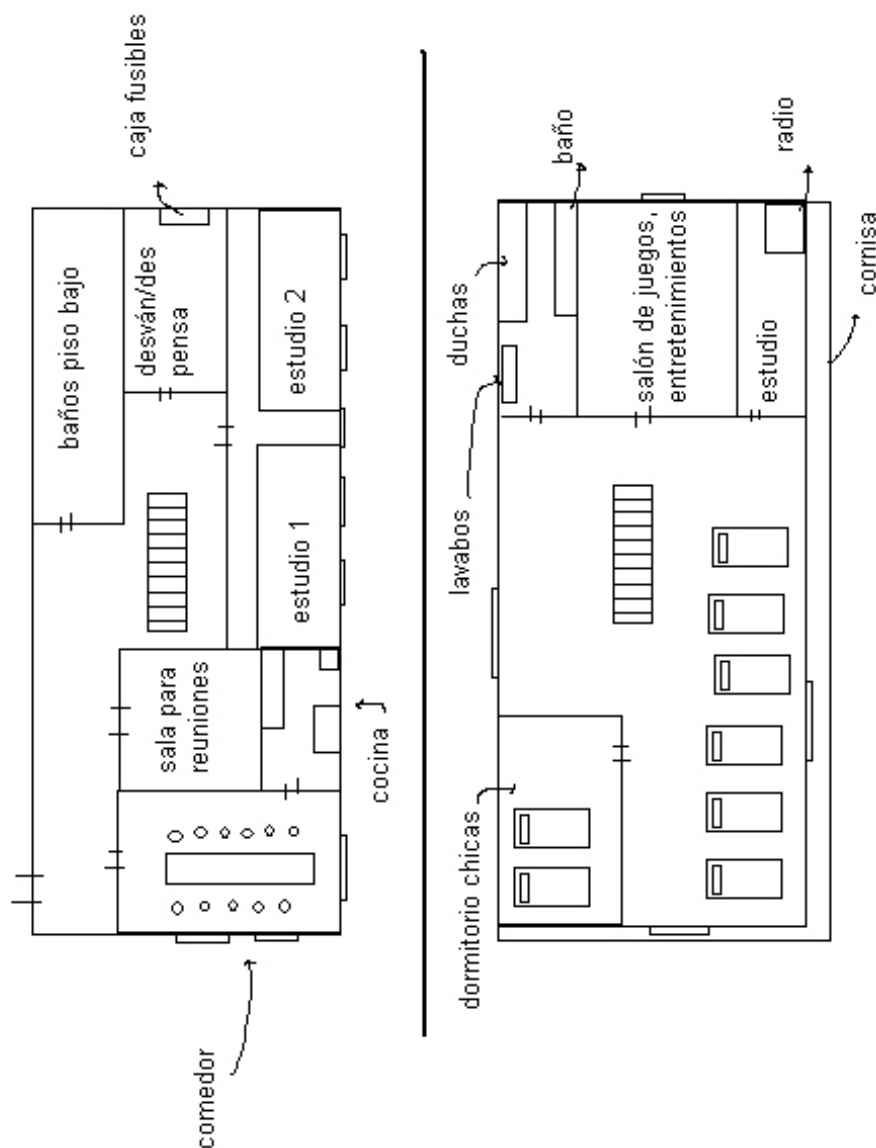 caja fusibles
baños piso bajo
desván/des
pensa
estudio 2
estudio 1
sala para
reuniones
cocina
comedor
duchas
baño
radio
salón de juegos,
entretenimientos
estudio
cornisa
lavabos
dormitorio chicas